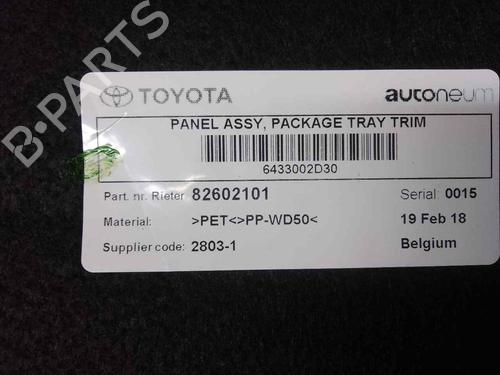 B-PARTS
TOYOTA
autoneum
PANEL ASSY, PACKAGE TRAY TRIM
6433002D30
Part. nr. Rieter 82602101 Serial: 0015
Material: >PET<>PP-WD50< 19 Feb 18
Supplier code: 2803-1 Belgium